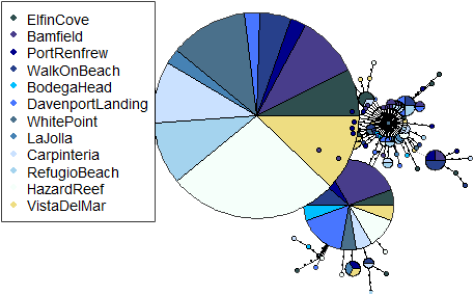 ElfinCove
Bamfield
PortRenfrew
WalkOnBeach
BodegaHead
DavenportLanding
WhitePoint
LaJolla
Carpinteria
RefugioBeach
HazardReef
VistaDelMar